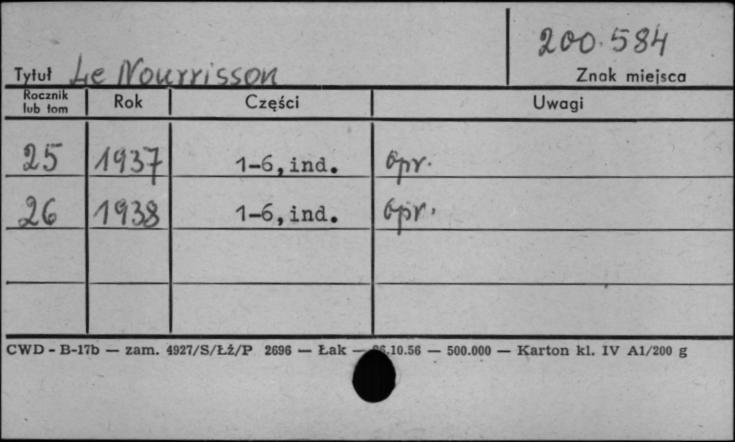 200.584
Tytuł Le Nourrisson
Znak miejsca
Rocznik lub tom Rok Części Uwagi
25 1937 1-6, ind. opr.
26 1938 1-6, ind. opr.
CWD - B-17b — zam. 4927/S/ŁŻ/P 2696 — Łak — 10.56 — 500.000 — Karton kl. IV A1/200 g